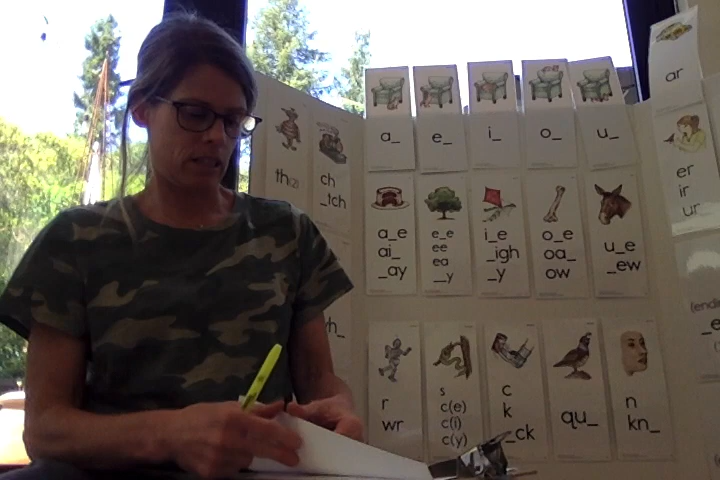 a_
e_
i_
o_
u_
ar
th(2)
ch
_tch
a_e
ai_
_ay
e_e
ee
ea
_y
i_e
_igh
_y
o_e
oa_
ow
u_e
_ew
er
ir
ur
r
wr
s
c(e)
c(i)
c(y)
c
k
_ck
qu_
n
kn_